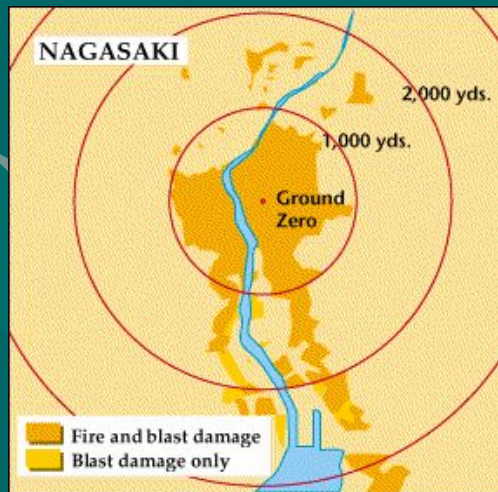 NAGASAKI
2,000 yds.
1,000 yds.
Ground
Zero
Fire and blast damage
Blast damage only